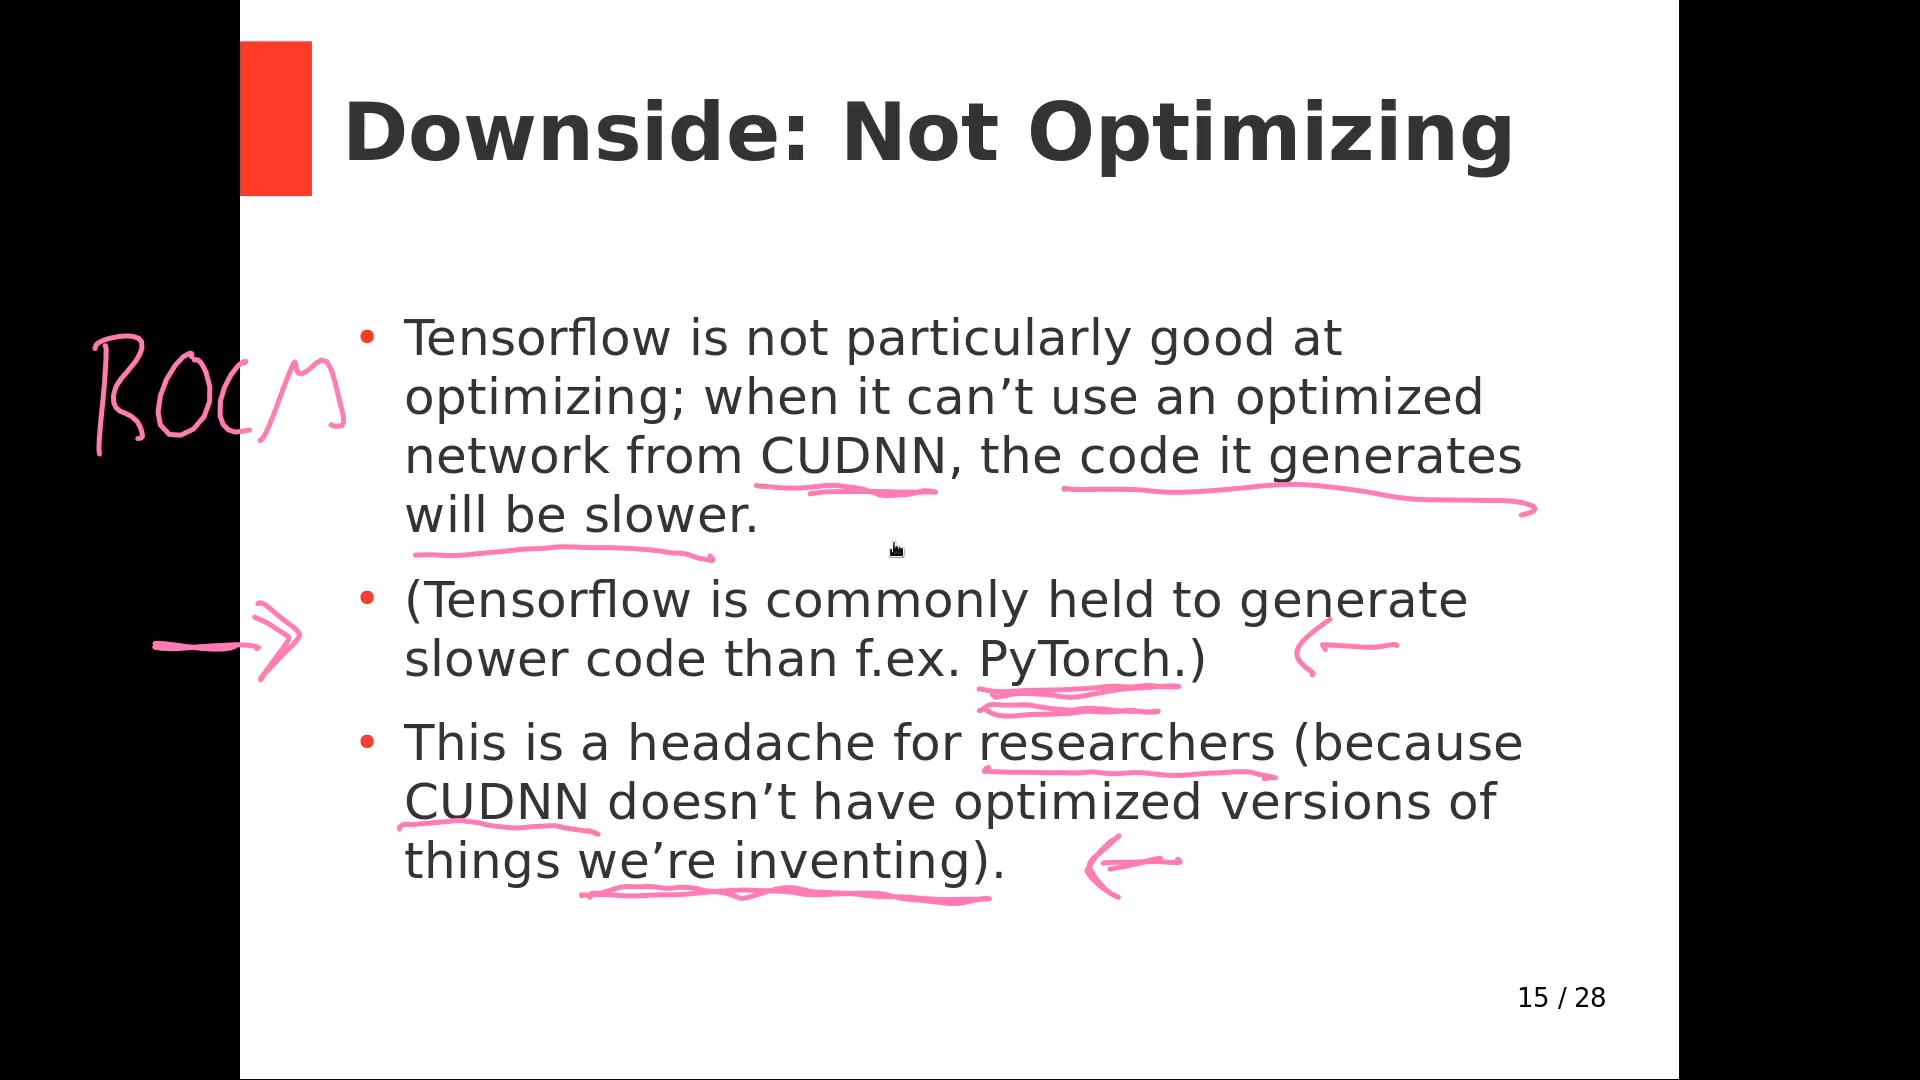 Downside: Not Optimizing
ROCM
• Tensorflow is not particularly good at
optimizing; when it can’t use an optimized
network from CUDNN, the code it generates
will be slower.
• (Tensorflow is commonly held to generate
slower code than f.ex. PyTorch.)
• This is a headache for researchers (because
CUDNN doesn’t have optimized versions of
things we’re inventing).
15 / 28